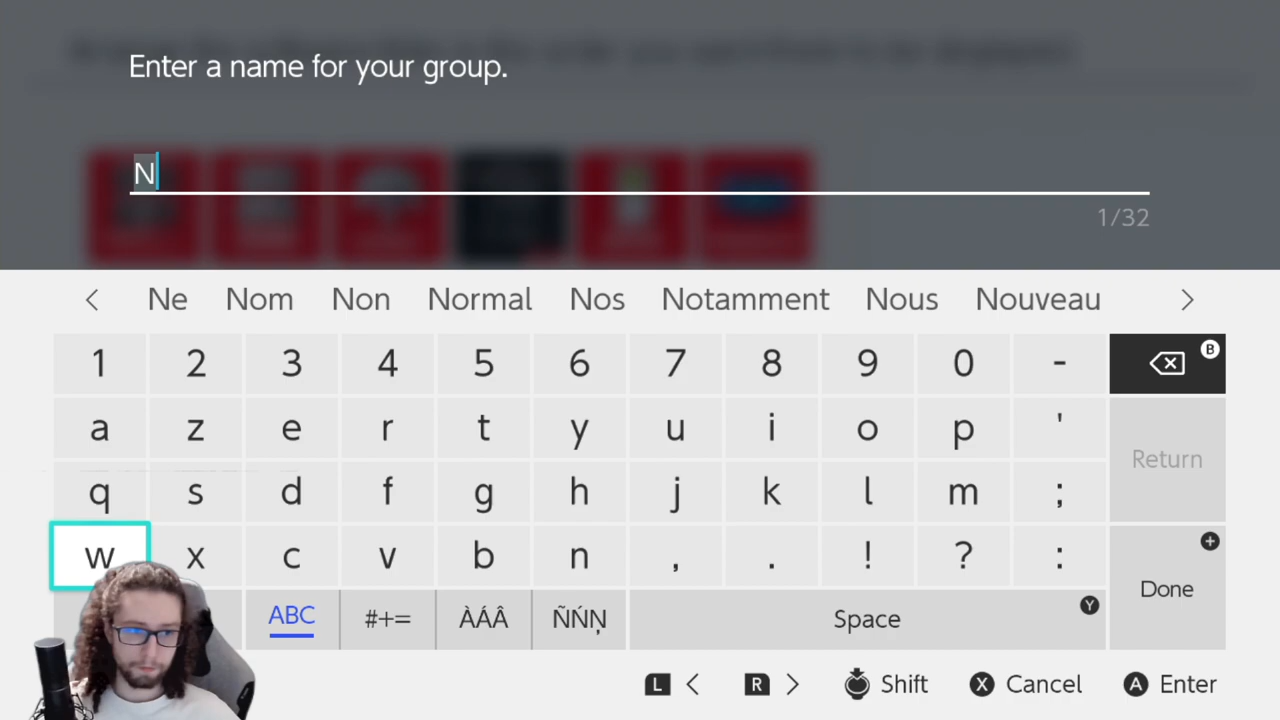 Enter a name for your group.
N
1/32
< Ne Nom Non Normal Nos Notamment Nous Nouveau >
1 2 3 4 5 6 7 8 9 0 - B
a z e r t y u i o p '
Return
q s d f g h j k l m ;
w x c v b n , . ! ? : +
Done
ABC #+= ÀÁÂ ÑŃŅ Space Y
L < R > Shift X Cancel A Enter